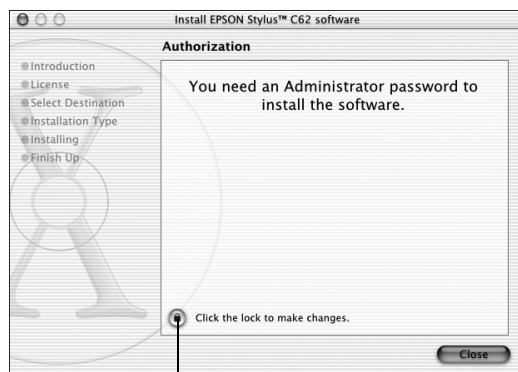 Install EPSON Stylus™ C62 software
Authorization
Introduction
License
Select Destination
Installation Type
Installing
Finish Up
You need an Administrator password to
install the software.
Click the lock to make changes.
Close